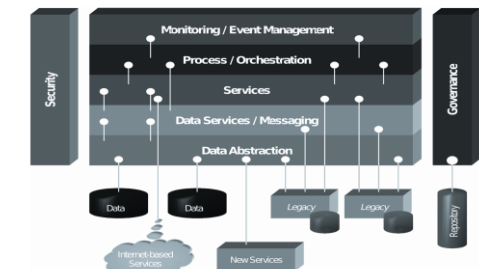 Monitoring / Event Management
Process / Orchestration
Services
Data Services / Messaging
Data Abstraction
Security
Governance
Data
Data
Legacy
Legacy
Repository
Internet-based
Services
New Services